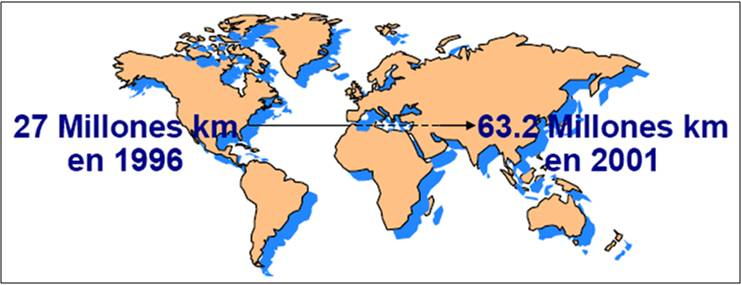 27 Millones km
en 1996
63.2 Millones km
en 2001